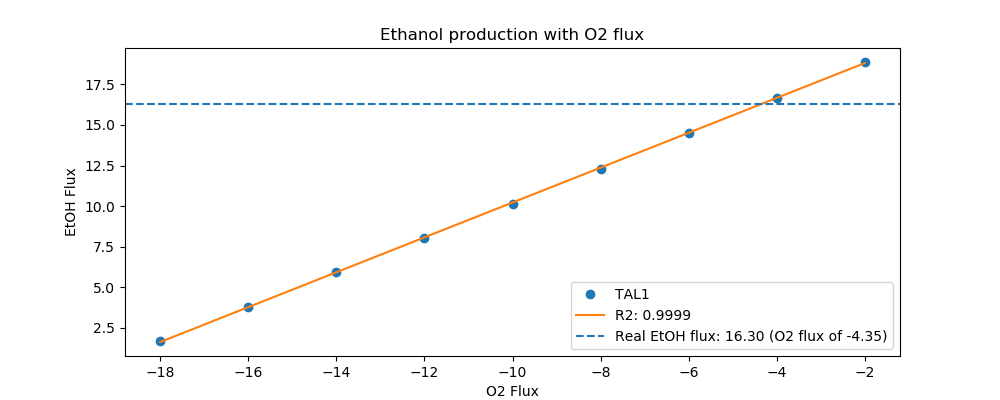 Ethanol production with O2 flux
EtOH Flux
17.5
15.0
12.5
10.0
7.5
5.0
2.5
TAL1
R2: 0.9999
Real EtOH flux: 16.30 (O2 flux of -4.35)
−18 −16 −14 −12 −10 −8 −6 −4 −2
O2 Flux